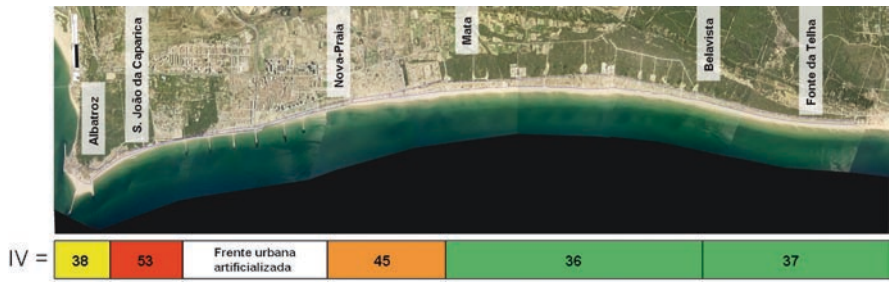 Albatroz
S. João da Caparica
Nova-Praia
Mata
Belavista
Fonte da Telha
IV =
38
53
Frente urbana
artificializada
45
36
37